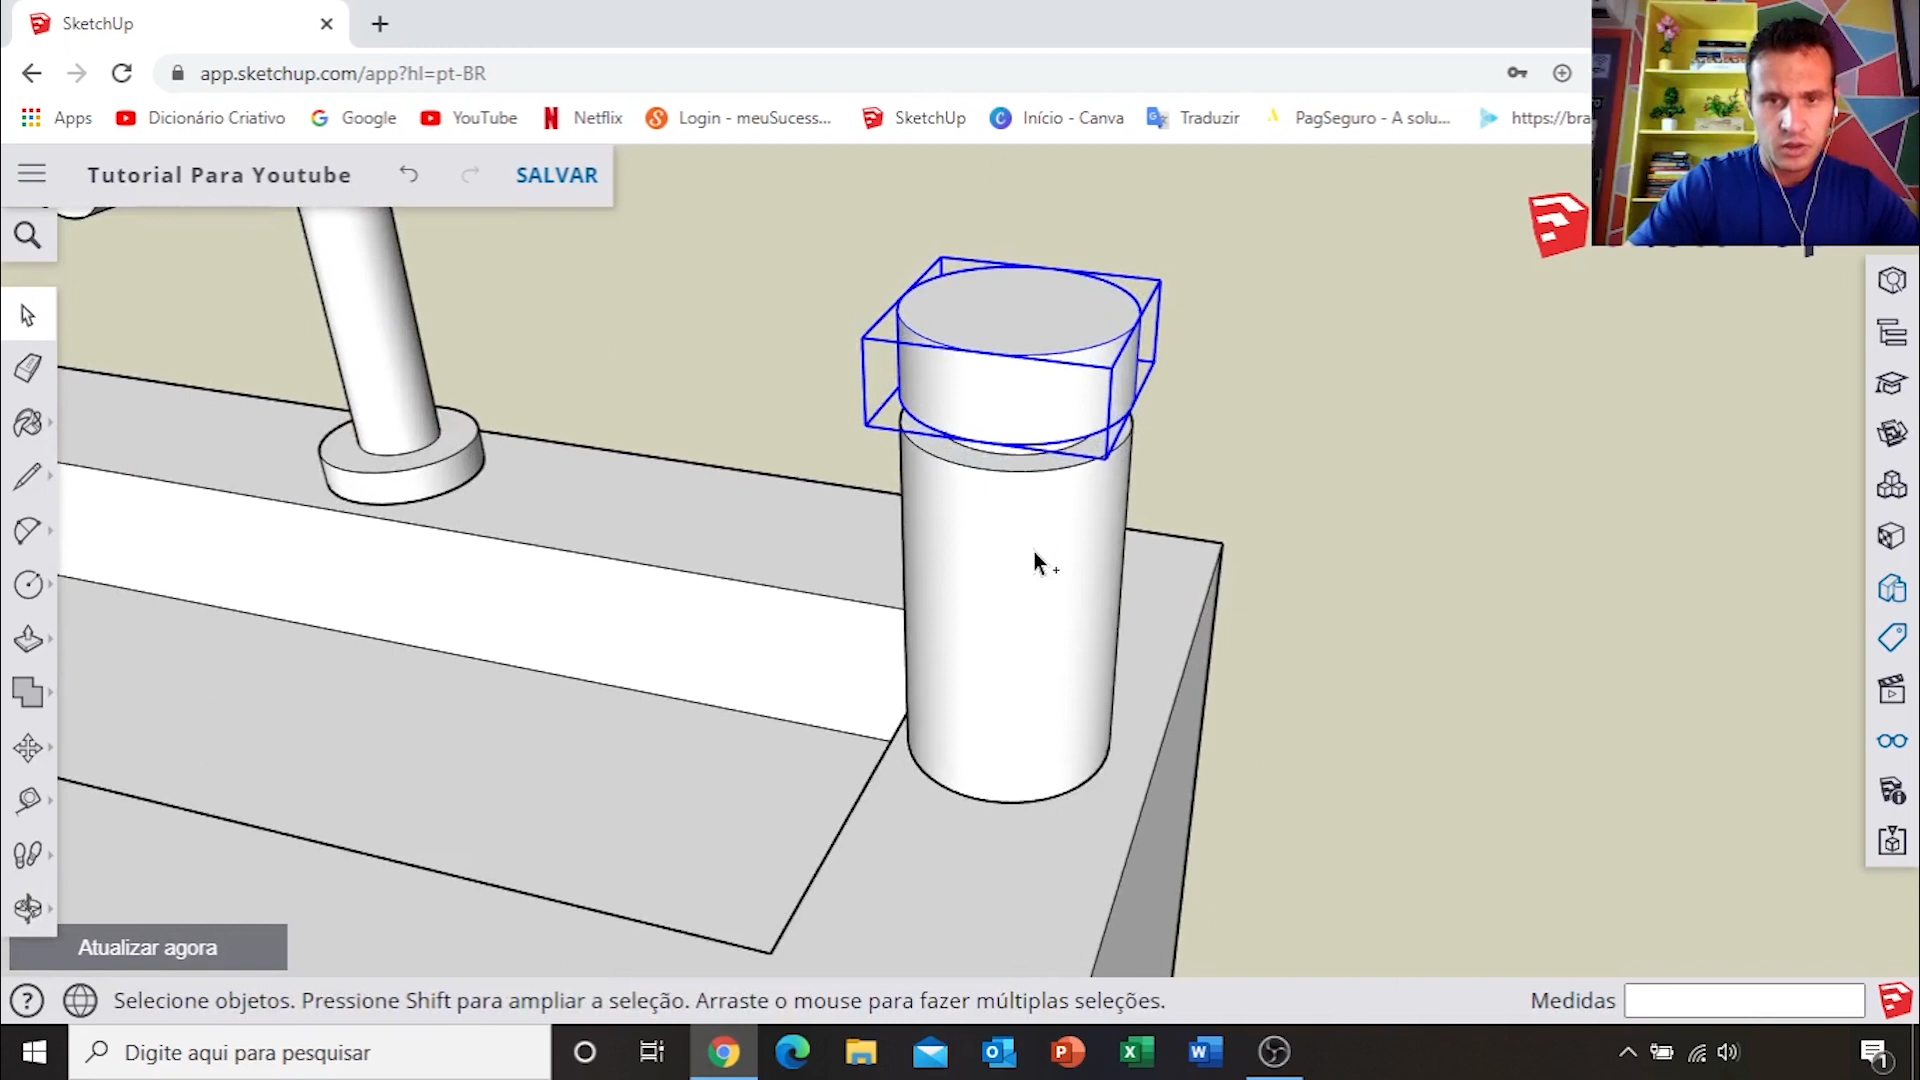 SketchUp
app.sketchup.com/app?hl=pt-BR
Apps Dicionário Criativo Google YouTube Netflix Login - meuSucess... SketchUp Início - Canva Traduzir PagSeguro - A solu... https://bra
Tutorial Para Youtube SALVAR
Atualizar agora
Selecione objetos. Pressione Shift para ampliar a seleção. Arraste o mouse para fazer múltiplas seleções. Medidas
Digite aqui para pesquisar
1